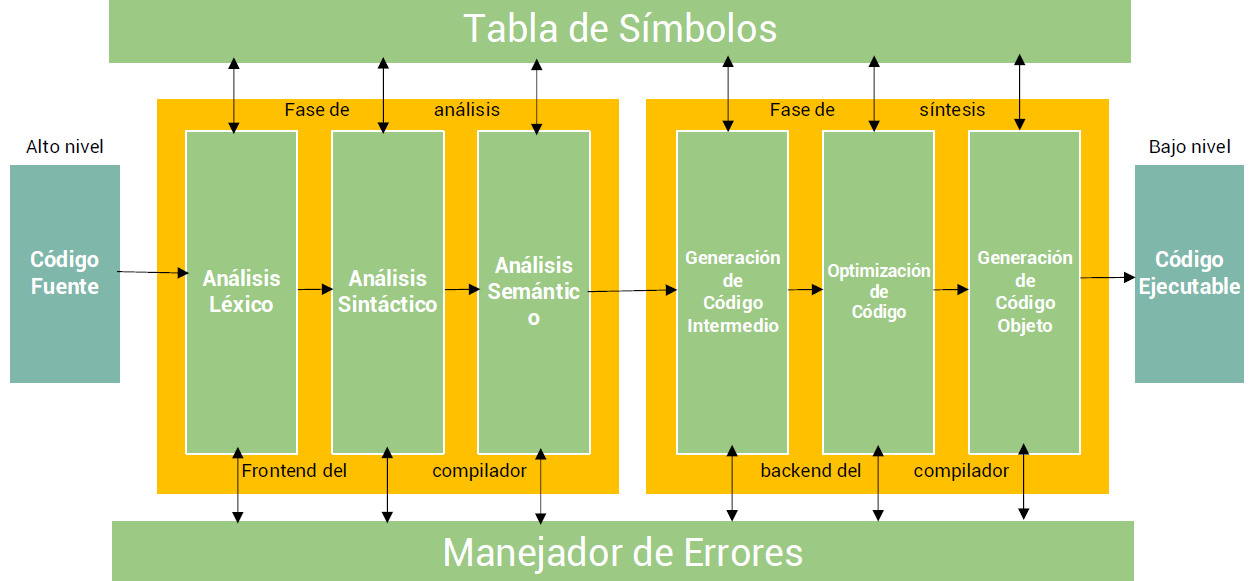 Tabla de Símbolos
Fase de análisis
Fase de síntesis
Alto nivel
Bajo nivel
Código
Fuente
Análisis
Léxico
Análisis
Sintáctico
Análisis
Semántic
o
Generación
de
Código
Intermedio
Optimización
de
Código
Generación
de
Código
Objeto
Código
Ejecutable
Frontend del compilador
backend del compilador
Manejador de Errores